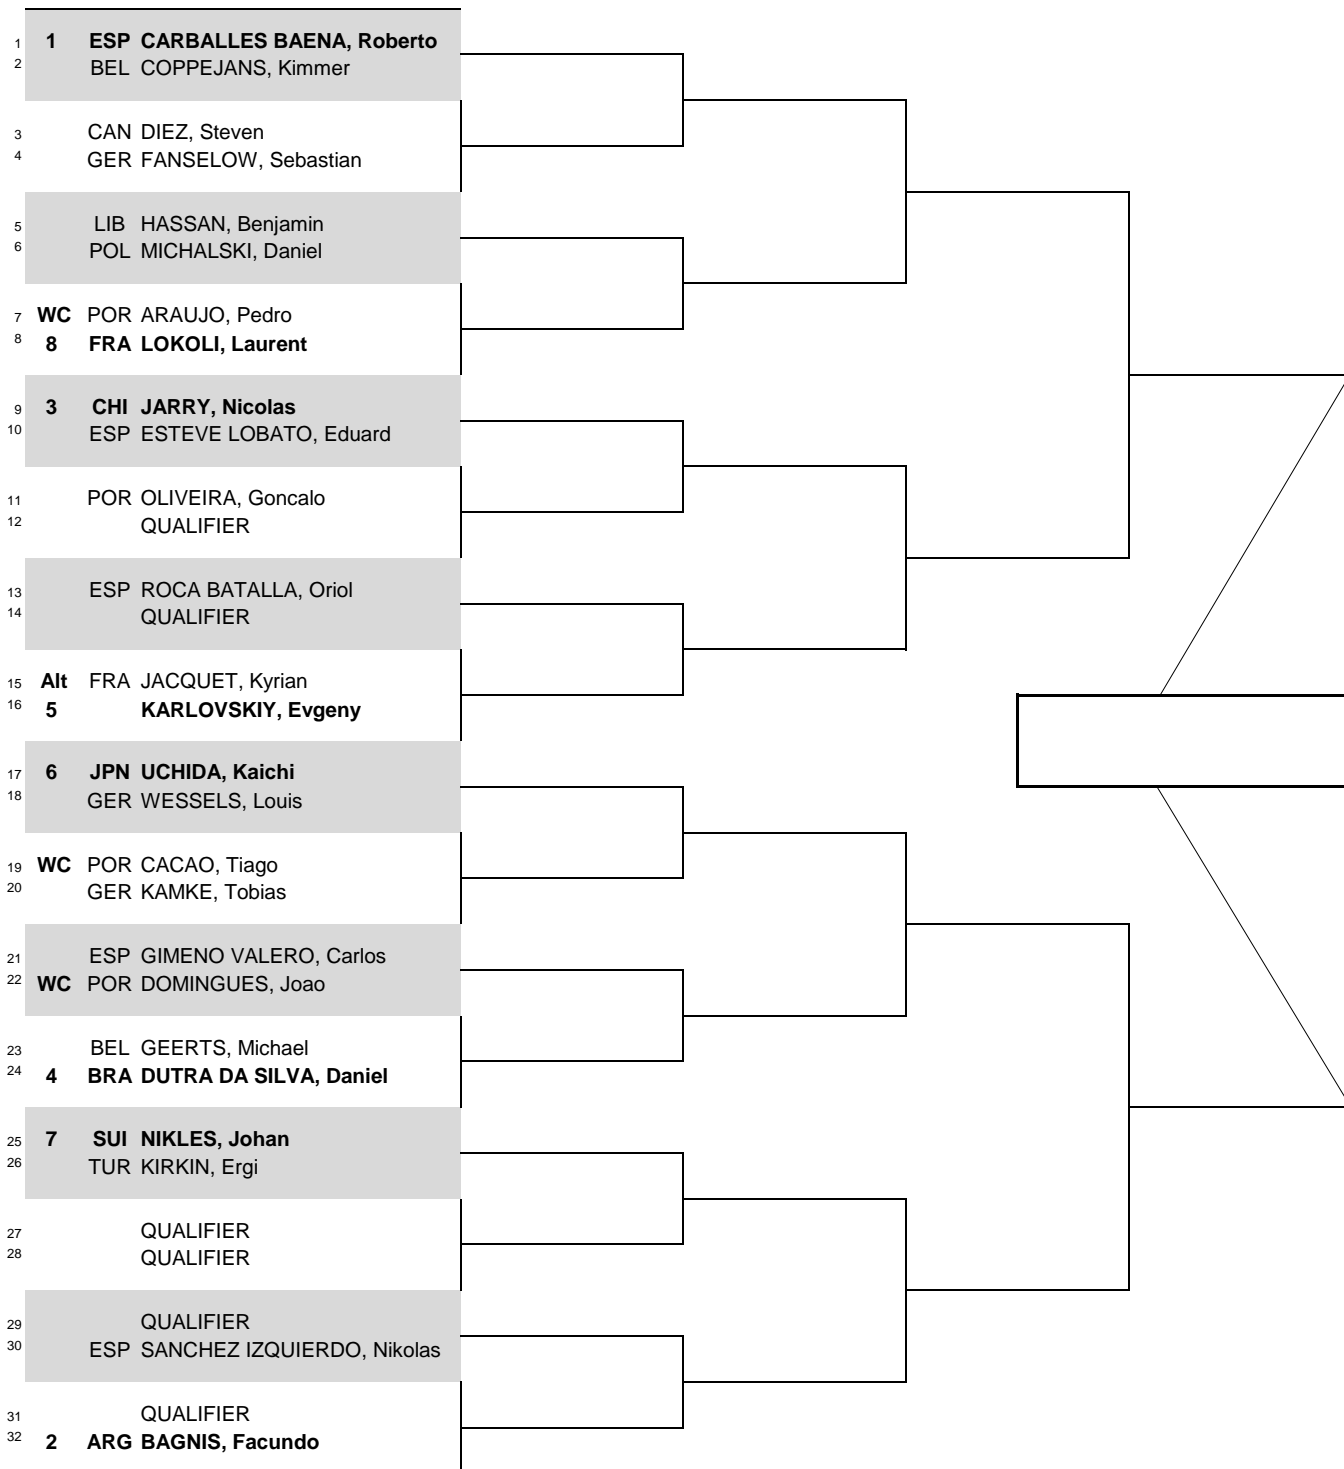 1 1 ESP CARBALLES BAENA, Roberto
2 BEL COPPEJANS, Kimmer
3 CAN DIEZ, Steven
4 GER FANSELOW, Sebastian
5 LIB HASSAN, Benjamin
6 POL MICHALSKI, Daniel
7 WC POR ARAUJO, Pedro
8 8 FRA LOKOLI, Laurent
9 3 CHI JARRY, Nicolas
10 ESP ESTEVE LOBATO, Eduard
11 POR OLIVEIRA, Goncalo
12 QUALIFIER
13 ESP ROCA BATALLA, Oriol
14 QUALIFIER
15 Alt FRA JACQUET, Kyrian
16 5 KARLOVSKIY, Evgeny
17 6 JPN UCHIDA, Kaichi
18 GER WESSELS, Louis
19 WC POR CACAO, Tiago
20 GER KAMKE, Tobias
21 ESP GIMENO VALERO, Carlos
22 WC POR DOMINGUES, Joao
23 BEL GEERTS, Michael
24 4 BRA DUTRA DA SILVA, Daniel
25 7 SUI NIKLES, Johan
26 TUR KIRKIN, Ergi
27 QUALIFIER
28 QUALIFIER
29 QUALIFIER
30 ESP SANCHEZ IZQUIERDO, Nikolas
31 QUALIFIER
32 2 ARG BAGNIS, Facundo